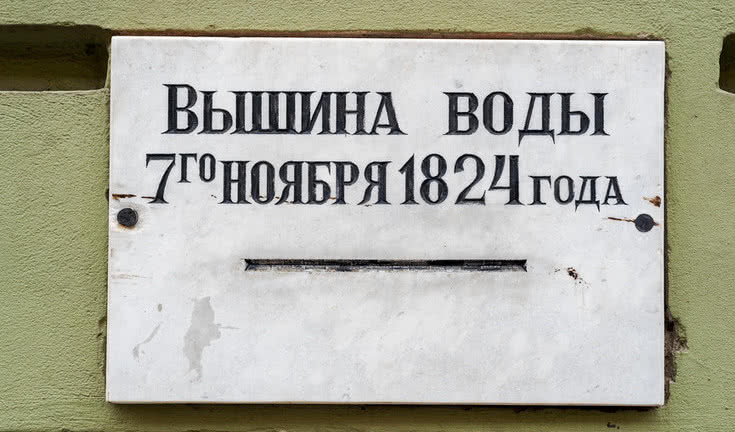 Вышина воды
7го ноября 1824 года